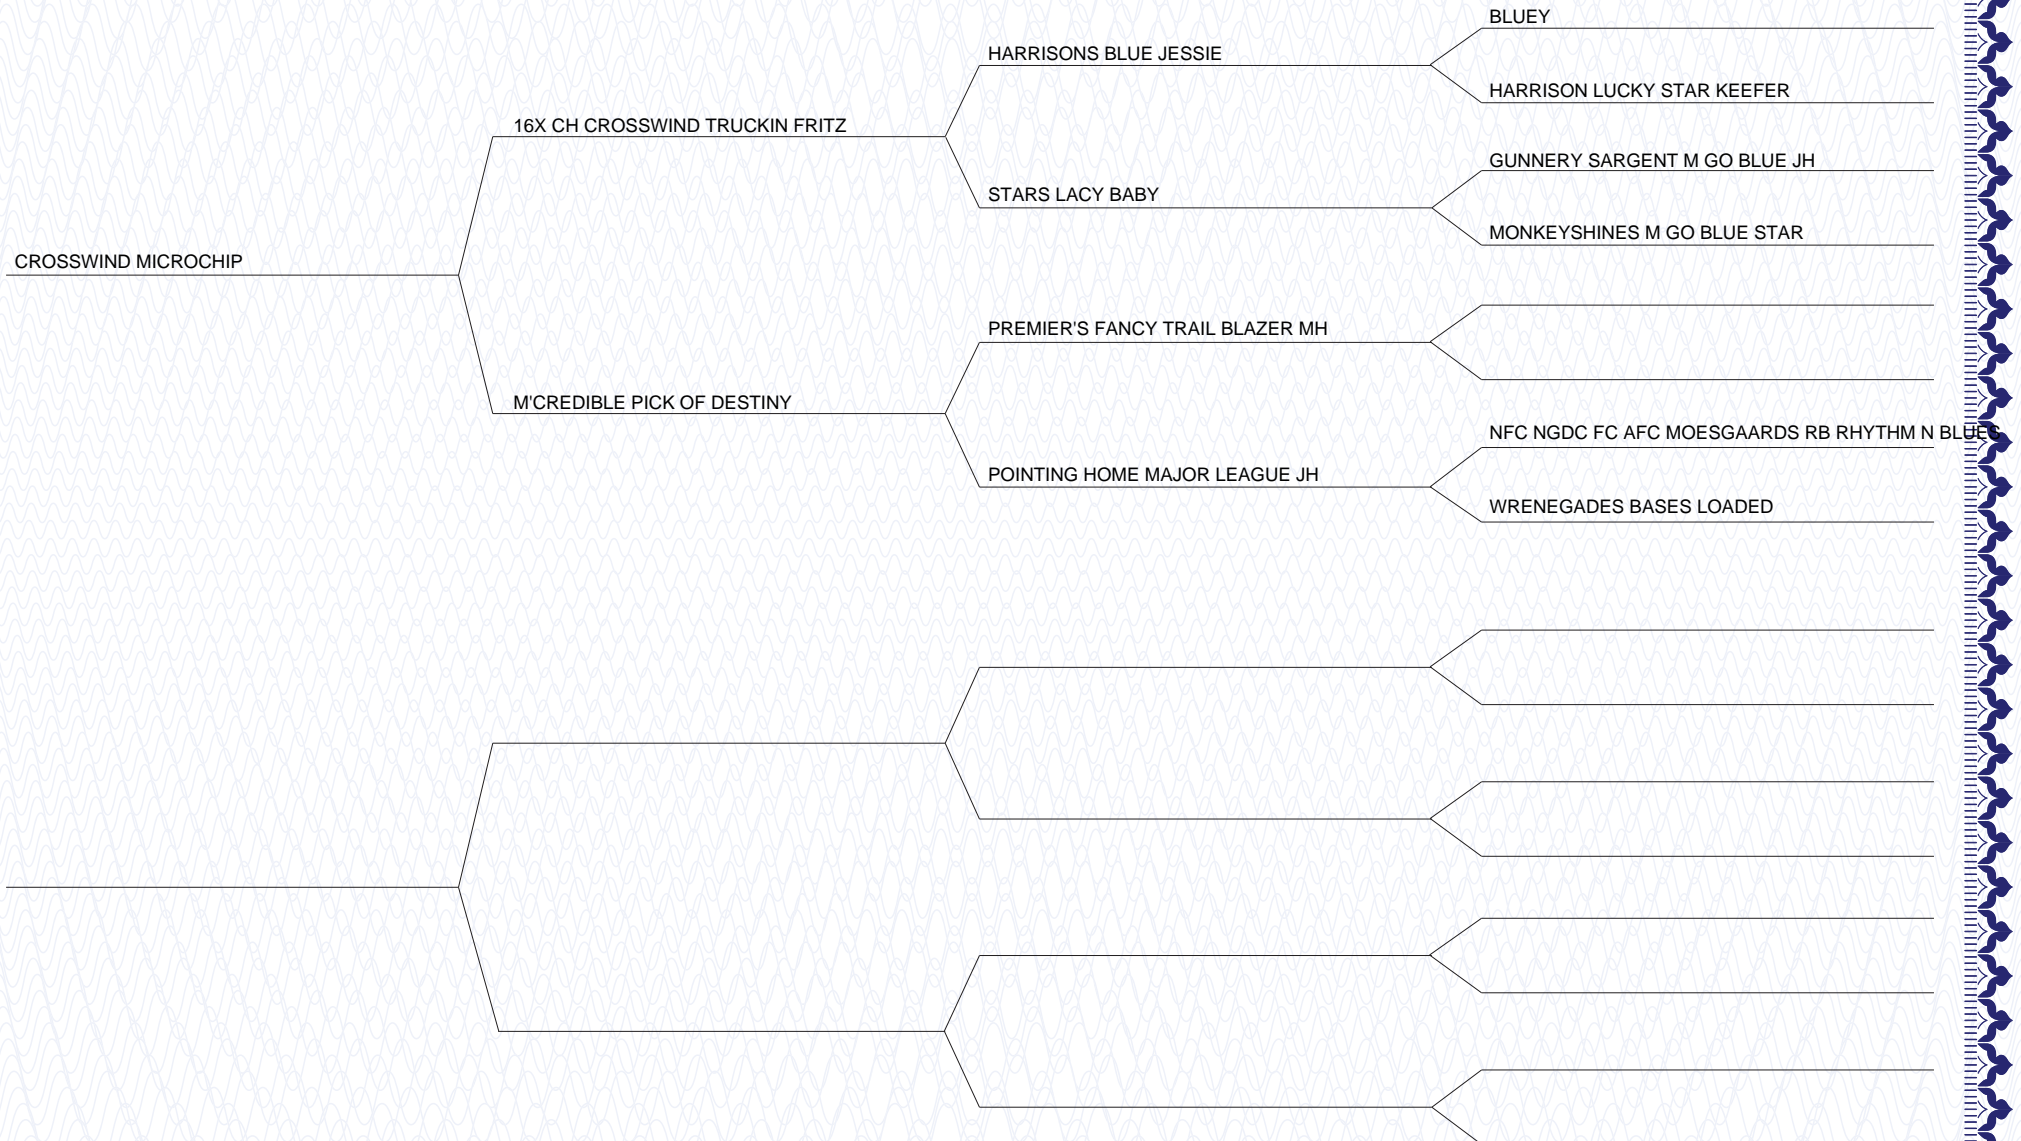 BLUEY
HARRISONS BLUE JESSIE
HARRISON LUCKY STAR KEEFER
16X CH CROSSWIND TRUCKIN FRITZ
GUNNERY SARGENT M GO BLUE JH
STARS LACY BABY
MONKEYSHINES M GO BLUE STAR
CROSSWIND MICROCHIP
PREMIER'S FANCY TRAIL BLAZER MH
M'CREDIBLE PICK OF DESTINY
NFC NGDC FC AFC MOESGAARDS RB RHYTHM N BLUES
POINTING HOME MAJOR LEAGUE JH
WRENEGADES BASES LOADED